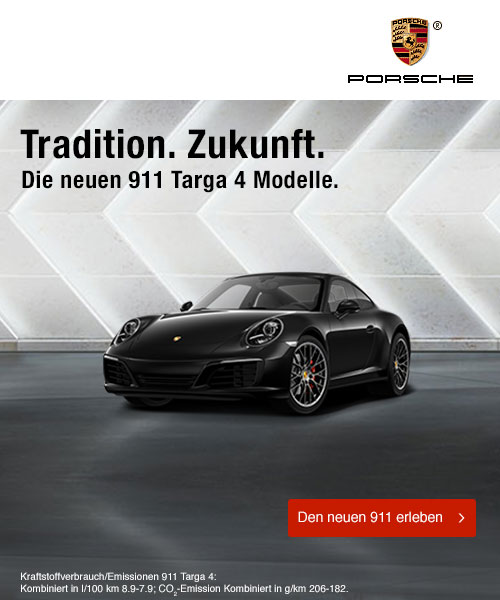 PORSCHE
®
PORSCHE
Tradition. Zukunft.
Die neuen 911 Targa 4 Modelle.
Den neuen 911 erleben
Kraftstoffverbrauch/Emissionen 911 Targa 4:
Kombiniert in l/100 km 8.9-7.9; CO₂-Emission Kombiniert in g/km 206-182.